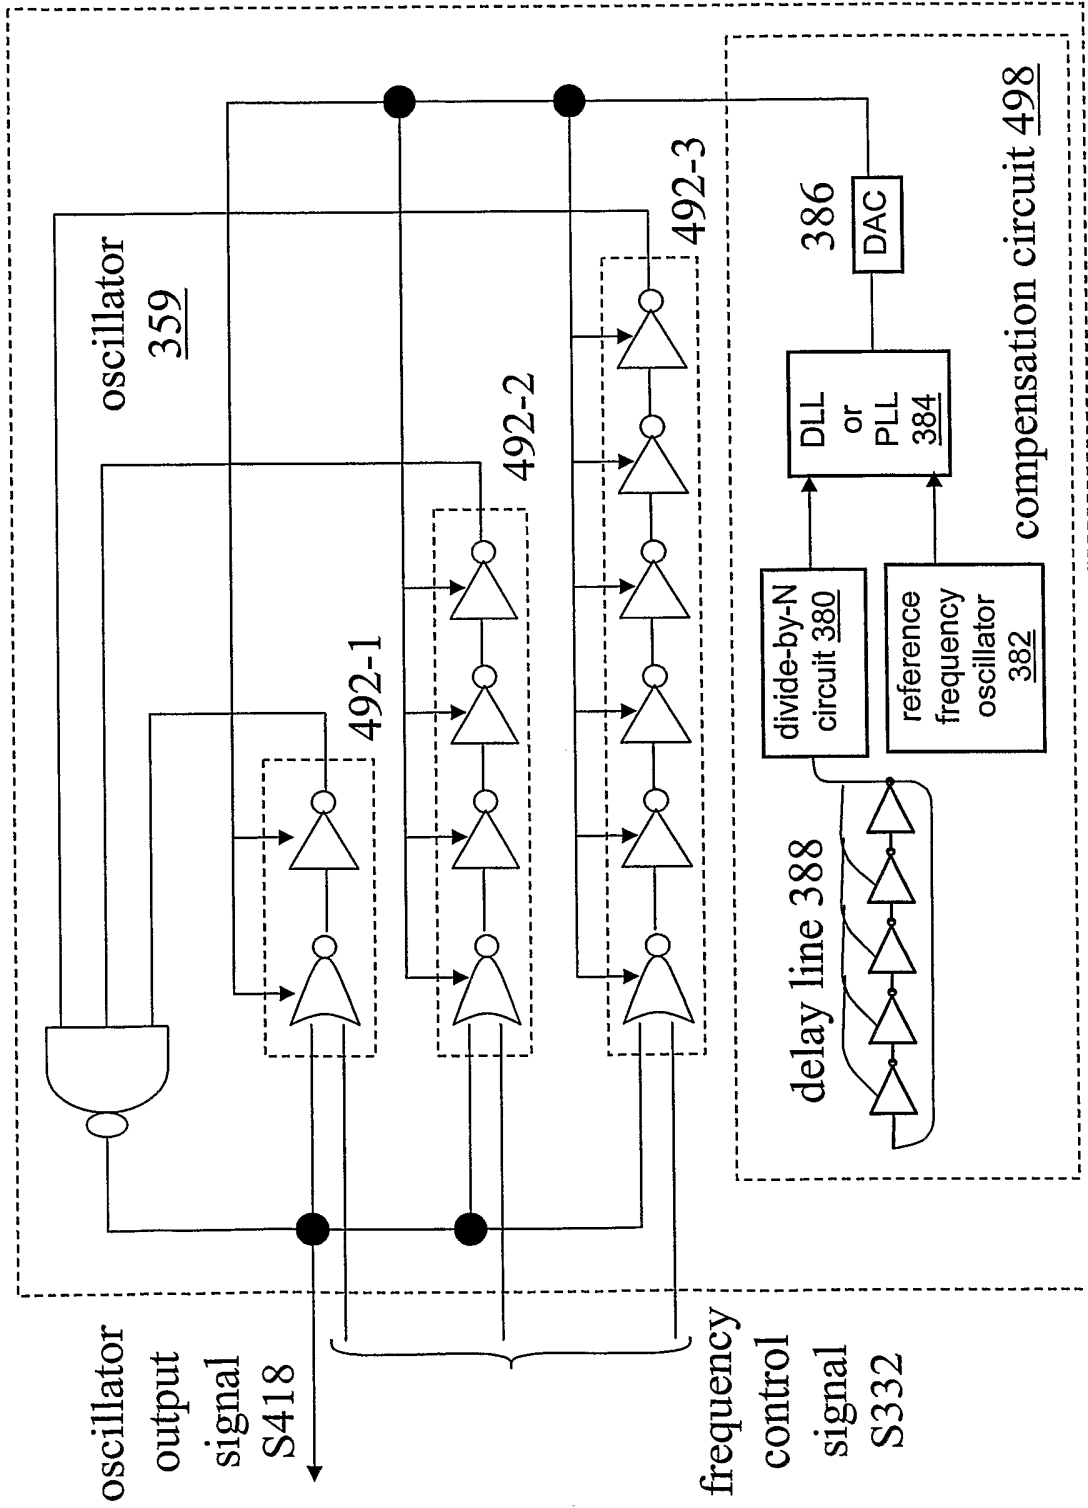 oscillator
359
492-1
492-2
492-3
oscillator
output
signal
S418
frequency
control
signal
S332
delay line 388
divide-by-N
circuit 380
reference
frequency
oscillator
382
DLL
or
PLL
384
386
DAC
compensation circuit 498